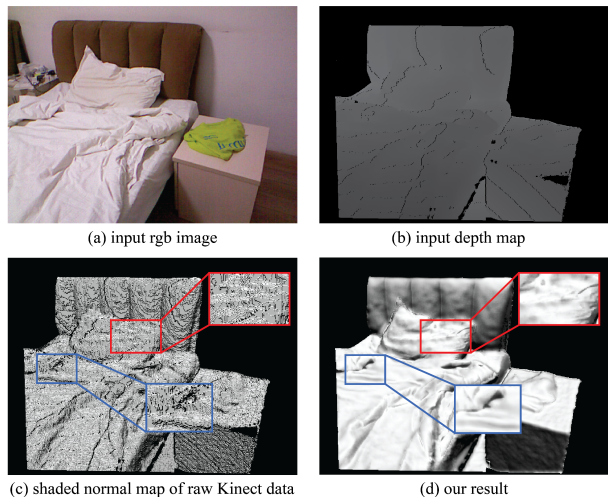 (a) input rgb image
(b) input depth map
(c) shaded normal map of raw Kinect data
(d) our result